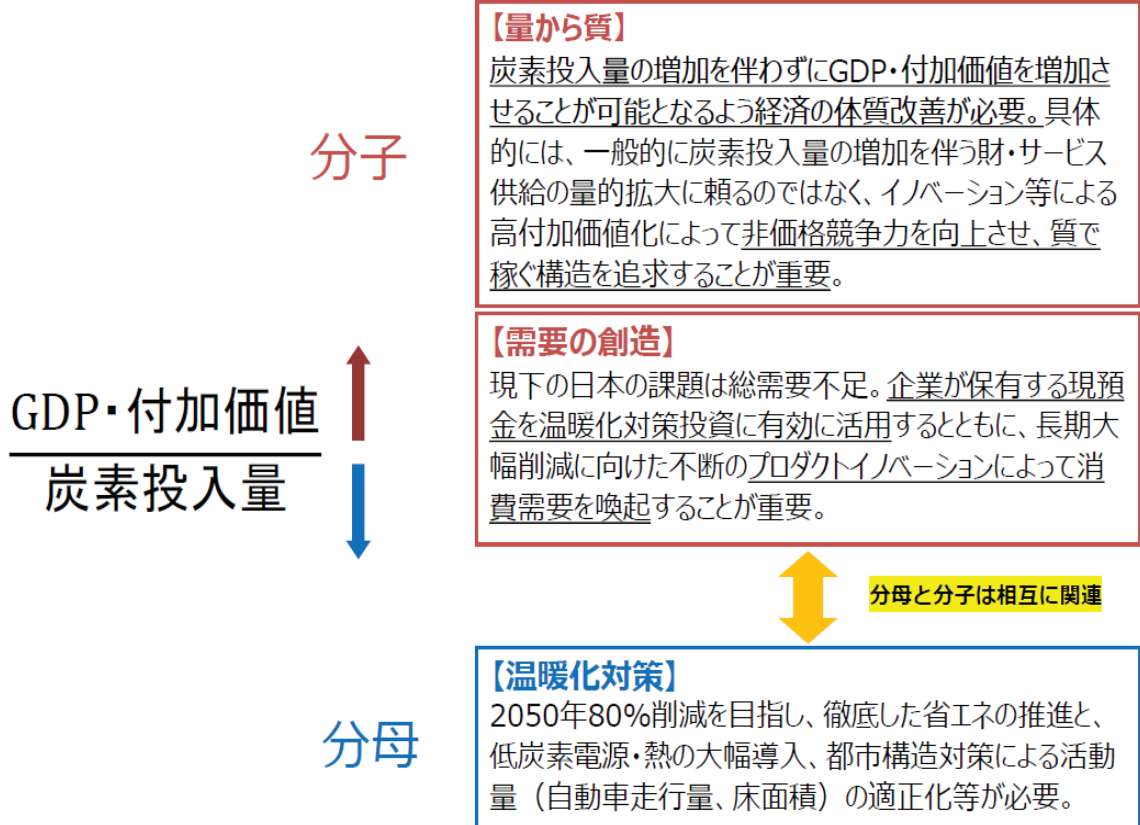 【量から質】
炭素投入量の増加を伴わずにGDP・付加価値を増加さ
せることが可能となるよう経済の体質改善が必要。具体
的には、一般的に炭素投入量の増加を伴う財・サービス
供給の量的拡大に頼るのではなく、イノベーション等による
高付加価値化によって非価格競争力を向上させ、質で
稼ぐ構造を追求することが重要。
分子
【需要の創造】
現下の日本の課題は総需要不足。企業が保有する現預
金を温暖化対策投資に有効に活用するとともに、長期大
幅削減に向けた不断のプロダクトイノベーションによって消
費需要を喚起することが重要。
GDP・付加価値
炭素投入量
分母と分子は相互に関連
分母
【温暖化対策】
2050年80%削減を目指し、徹底した省エネの推進と、
低炭素電源・熱の大幅導入、都市構造対策による活動
量（自動車走行量、床面積）の適正化等が必要。